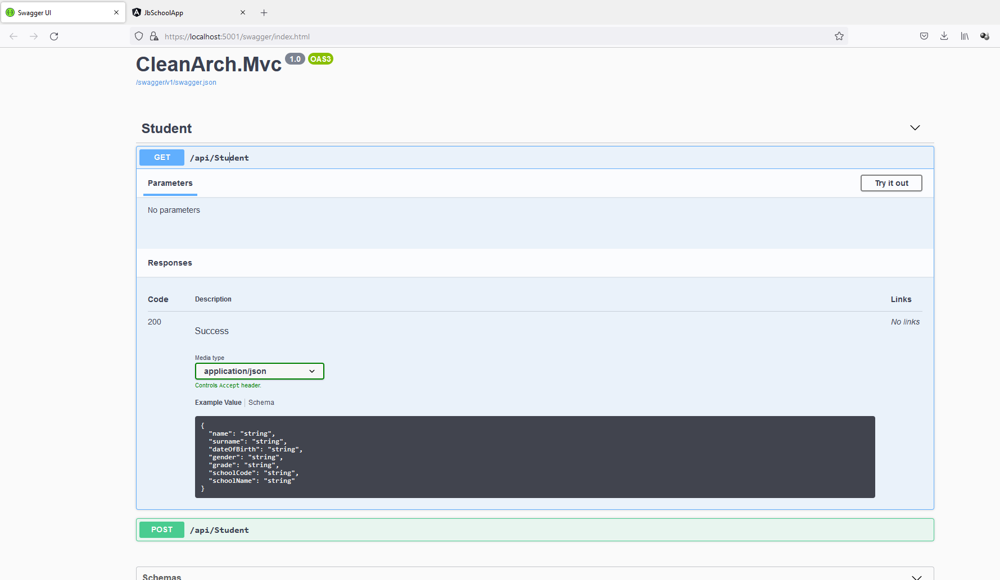 Swagger UI
JbSchoolApp
https://localhost:5001/swagger/index.html
CleanArch.Mvc 1.0 OAS3
/swagger/v1/swagger.json
Student
GET /api/Student
Parameters
Try it out
No parameters
Responses
Code Description Links
200 Success No links
Media type
application/json
Controls Accept header.
Example Value Schema
{
"name": "string",
"surname": "string",
"dateOfBirth": "string",
"gender": "string",
"grade": "string",
"schoolCode": "string",
"schoolName": "string"
}
POST /api/Student
Schemas